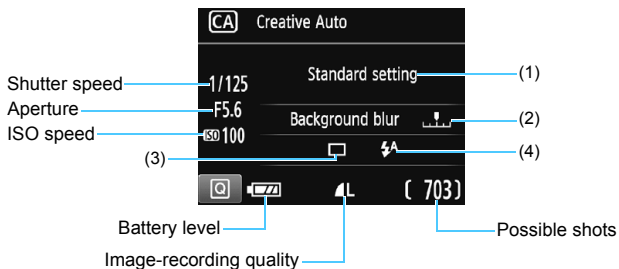 CA Creative Auto
Shutter speed 1/125 Standard setting (1)
Aperture F5.6 Background blur (2)
ISO speed ISO 100
(3) A (4)
Q L ( 703)
Battery level Possible shots
Image-recording quality